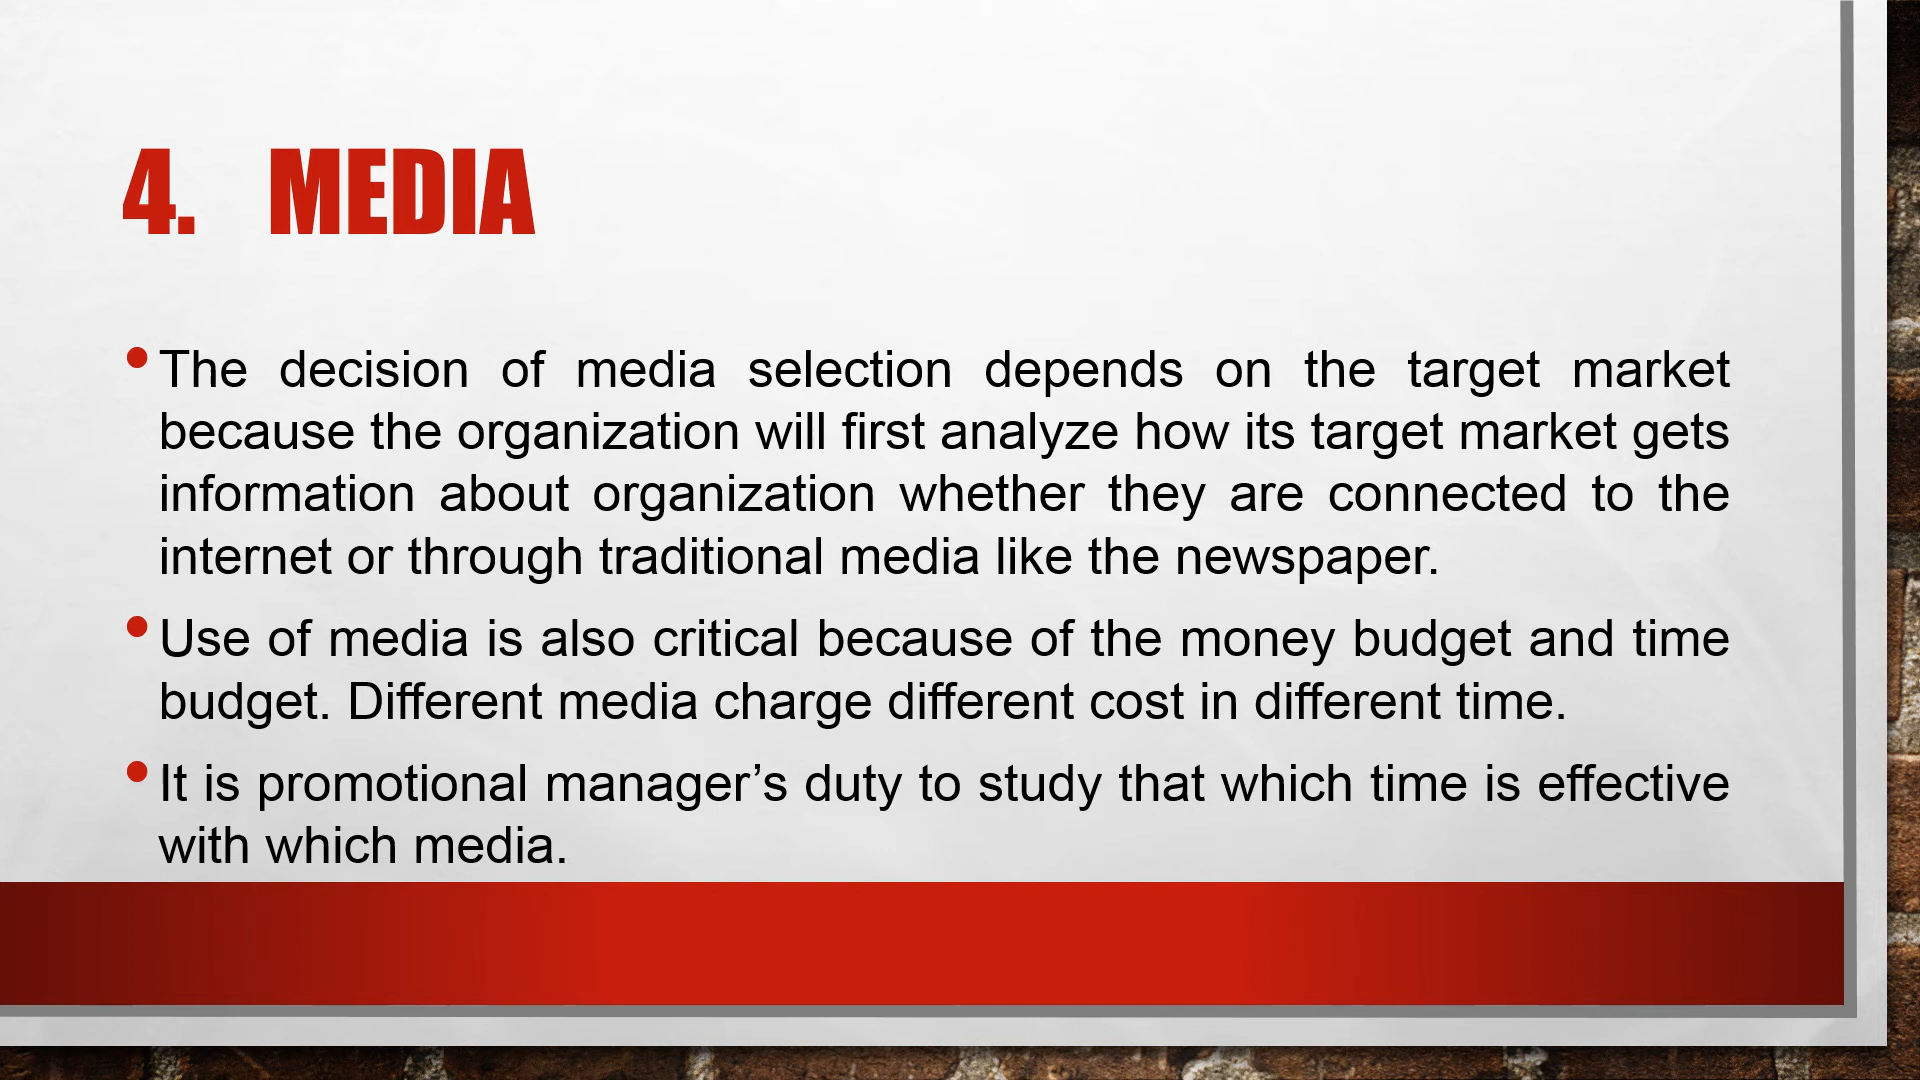 4. MEDIA
• The decision of media selection depends on the target market
because the organization will first analyze how its target market gets
information about organization whether they are connected to the
internet or through traditional media like the newspaper.
• Use of media is also critical because of the money budget and time
budget. Different media charge different cost in different time.
• It is promotional manager’s duty to study that which time is effective
with which media.